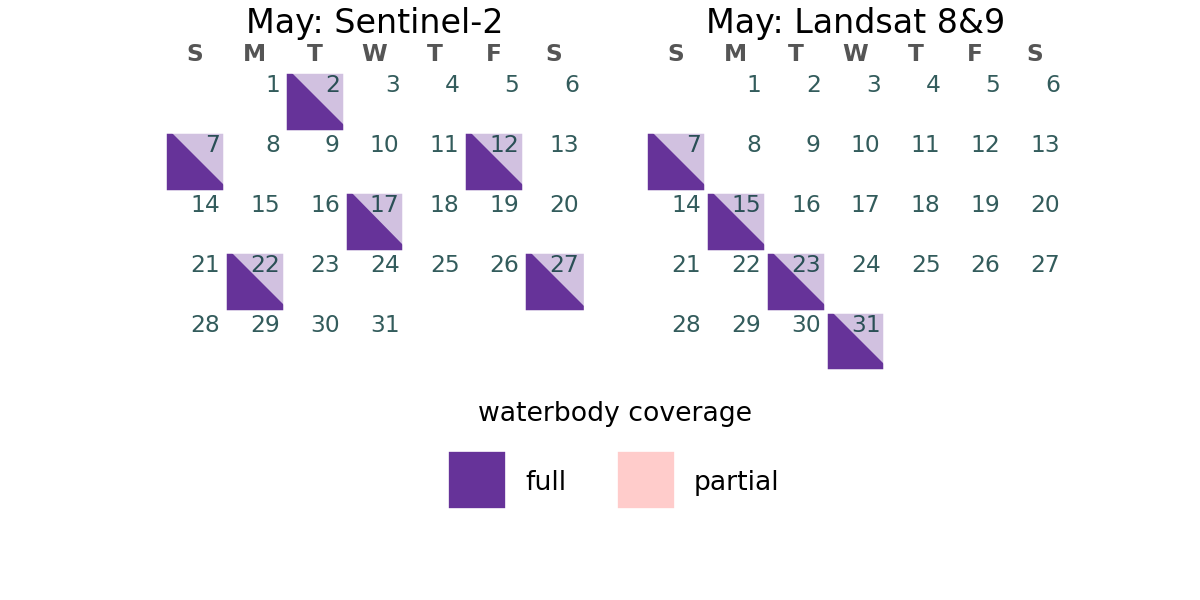 May: Sentinel-2
S M T W T F S
1 2 3 4 5 6
7 8 9 10 11 12 13
14 15 16 17 18 19 20
21 22 23 24 25 26 27
28 29 30 31
May: Landsat 8&9
S M T W T F S
1 2 3 4 5 6
7 8 9 10 11 12 13
14 15 16 17 18 19 20
21 22 23 24 25 26 27
28 29 30 31
waterbody coverage
full partial